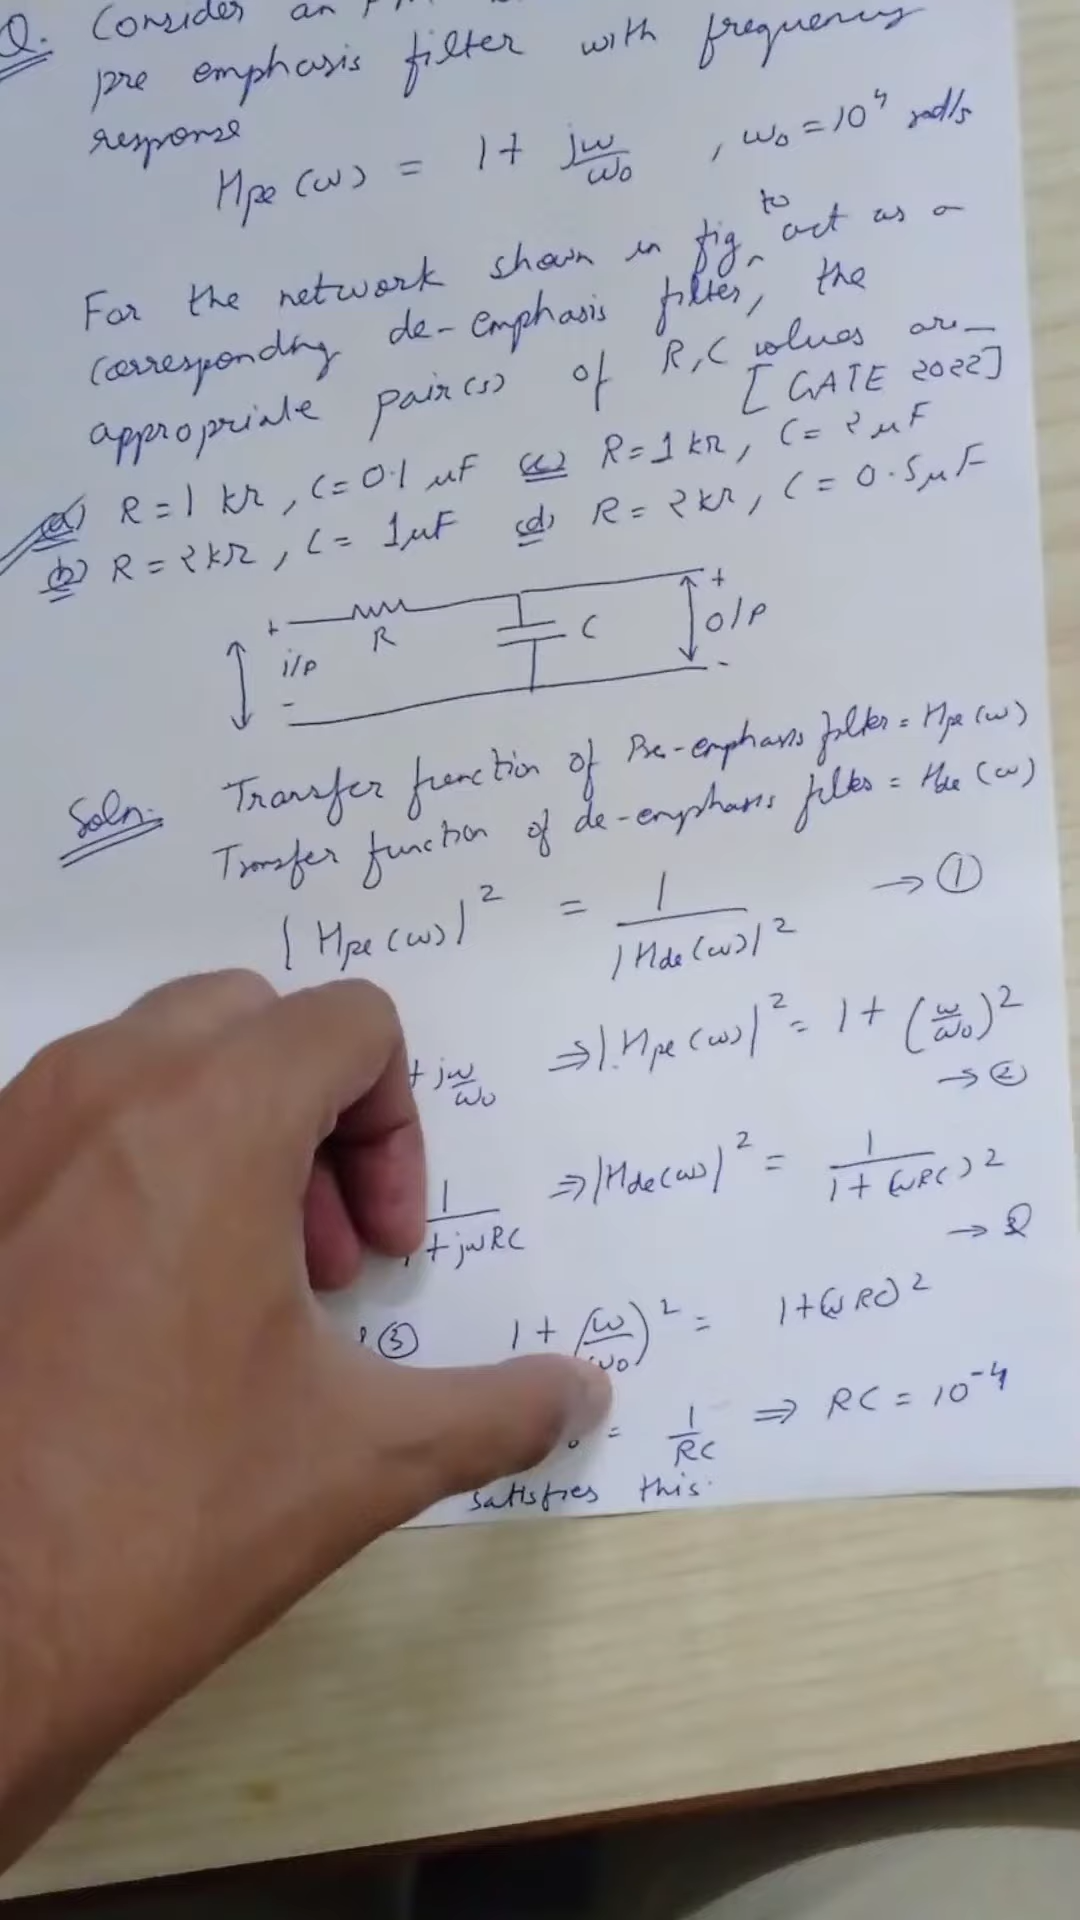 Q. Consider an
pre emphasis filter with frequency
response
Hpe(ω) = 1 + jω/ω0 , ω0 = 10^4 rad/s
For the network shown in fig, to act as a
corresponding de-emphasis filter, the
appropriate pair(s) of R, C values are_
[GATE 2022]
(a) R = 1 kΩ, C = 0.1 μF (c) R = 1 kΩ, C = 2 μF
(b) R = 2 kΩ, C = 1 μF (d) R = 2 kΩ, C = 0.5 μF
+ R C + i/p o/p - -
Soln. Transfer function of Pre-emphasis filter = Hpe(ω)
Transfer function of de-emphasis filter = Hde(ω)
|Hpe(ω)|^2 = 1/|Hde(ω)|^2 → ①
+ jω/ω0 ⇒ |Hpe(ω)|^2 = 1 + (ω/ω0)^2
→ ②
1/(+ jωRC) ⇒ |Hde(ω)|^2 = 1/(1 + (ωRC)^2)
→ ③
③ 1 + (ω/ω0)^2 = 1 + (ωRC)^2
= 1/RC ⇒ RC = 10^-4
satisfies this.